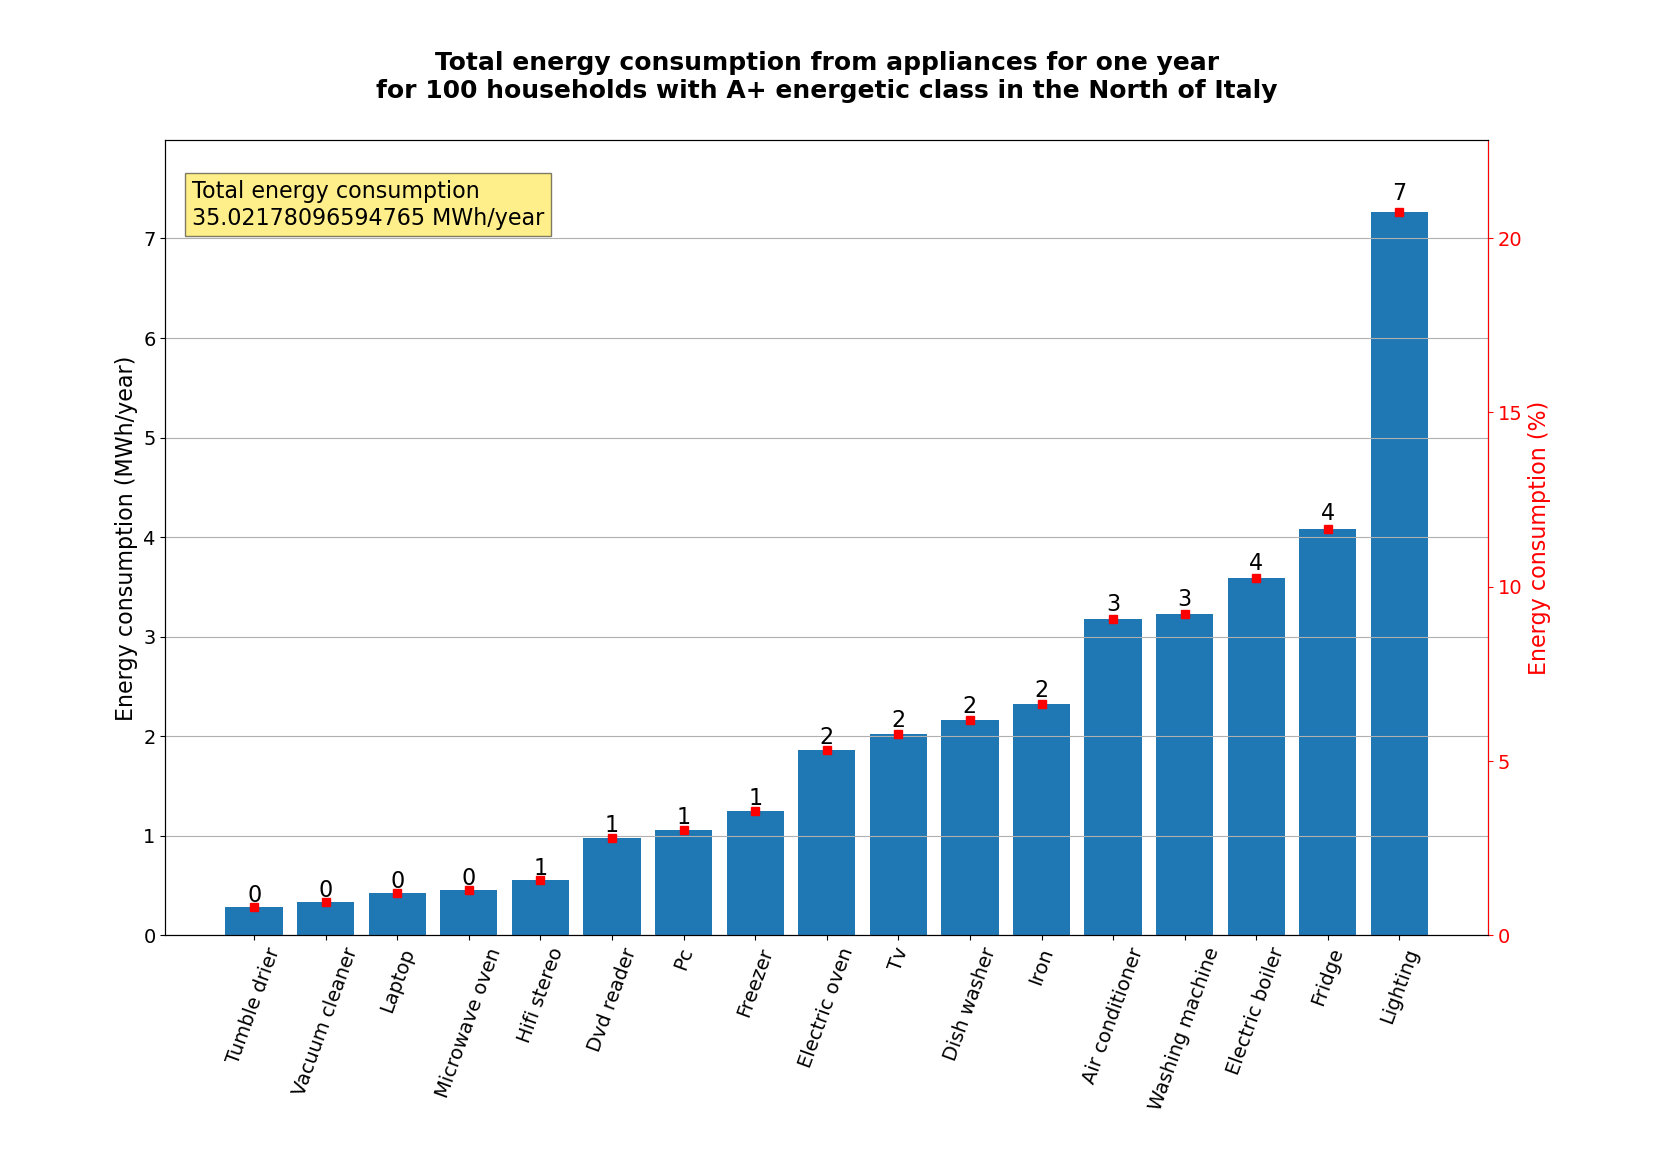 Total energy consumption from appliances for one year
for 100 households with A+ energetic class in the North of Italy
Total energy consumption
35.02178096594765 MWh/year
Energy consumption (MWh/year)
7
6
5
4
3
2
1
0
0
0
0
0
1
1
1
1
2
2
2
2
3
3
4
4
7
20
15
10
5
0
Energy consumption (%)
Tumble drier
Vacuum cleaner
Laptop
Microwave oven
Hifi stereo
Dvd reader
Pc
Freezer
Electric oven
Tv
Dish washer
Iron
Air conditioner
Washing machine
Electric boiler
Fridge
Lighting